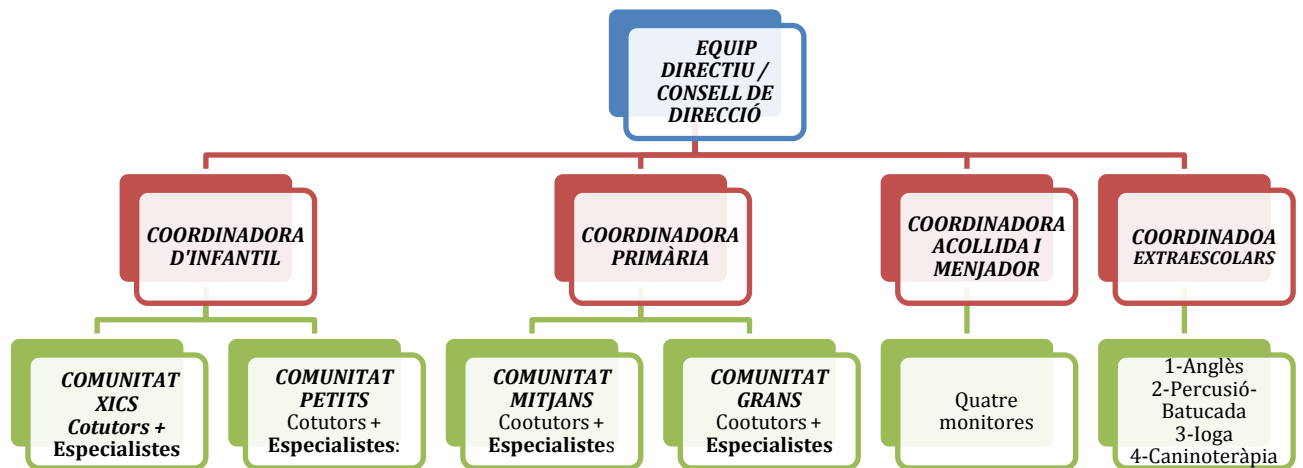 EQUIP
DIRECTIU /
CONSELL DE
DIRECCIÓ
COORDINADORA
D'INFANTIL
COORDINADORA
PRIMÀRIA
COORDINADORA
ACOLLIDA I
MENJADOR
COORDINADOA
EXTRAESCOLARS
COMUNITAT
XICS
Cotutors +
Especialistes
COMUNITAT
PETITS
Cotutors +
Especialistes:
COMUNITAT
MITJANS
Cootutors +
Especialistes
COMUNITAT
GRANS
Cootutors +
Especialistes
Quatre
monitores
1-Anglès
2-Percusió-
Batucada
3-Ioga
4-Caninoteràpia